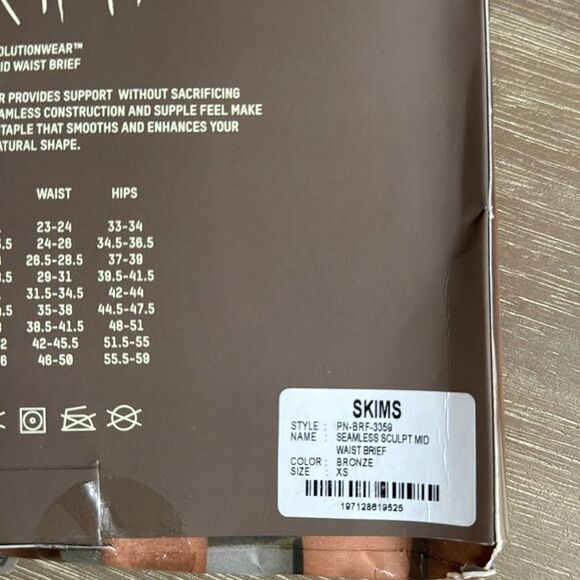 SOLUTIONWEAR™
MID WAIST BRIEF
PROVIDES SUPPORT WITHOUT SACRIFICING
SEAMLESS CONSTRUCTION AND SUPPLE FEEL MAKE
STAPLE THAT SMOOTHS AND ENHANCES YOUR
NATURAL SHAPE.
WAIST HIPS
23-24 33-34
24-26 34.5-36.5
26.5-28.5 37-39
29-31 39.5-41.5
31.5-34.5 42-44
35-38 44.5-47.5
38.5-41.5 48-51
42-45.5 51.5-55
46-50 55.5-59
SKIMS
STYLE : PN-BRF-3359
NAME : SEAMLESS SCULPT MID
WAIST BRIEF
COLOR : BRONZE
SIZE : XS
197128619525